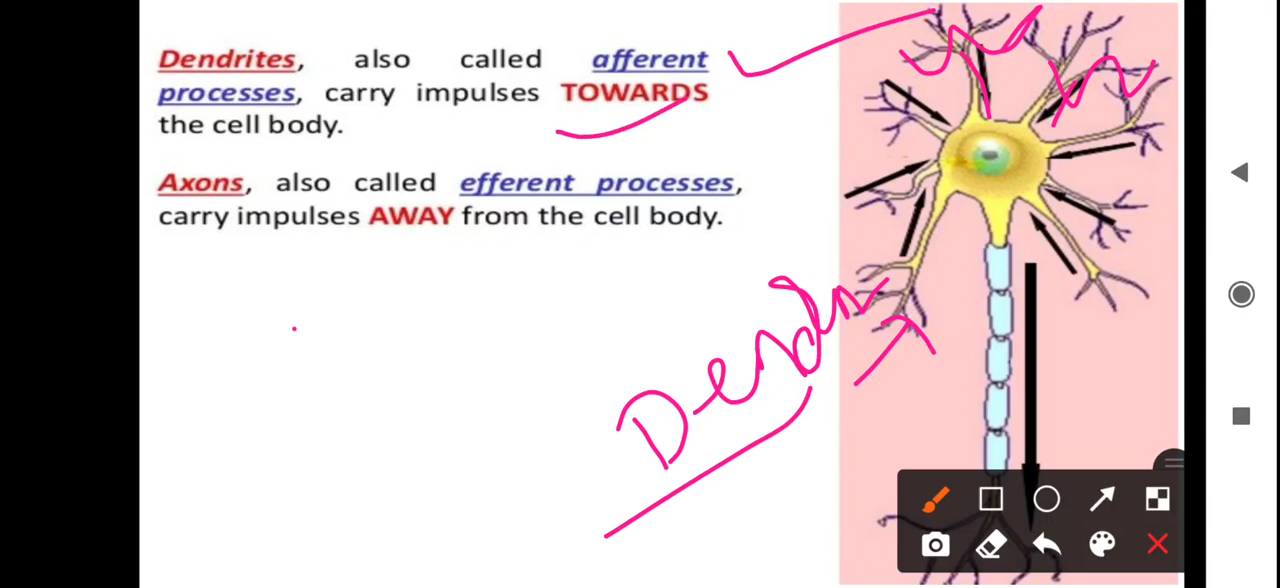 Dendrites, also called afferent
processes, carry impulses TOWARDS
the cell body.
Axons, also called efferent processes,
carry impulses AWAY from the cell body.